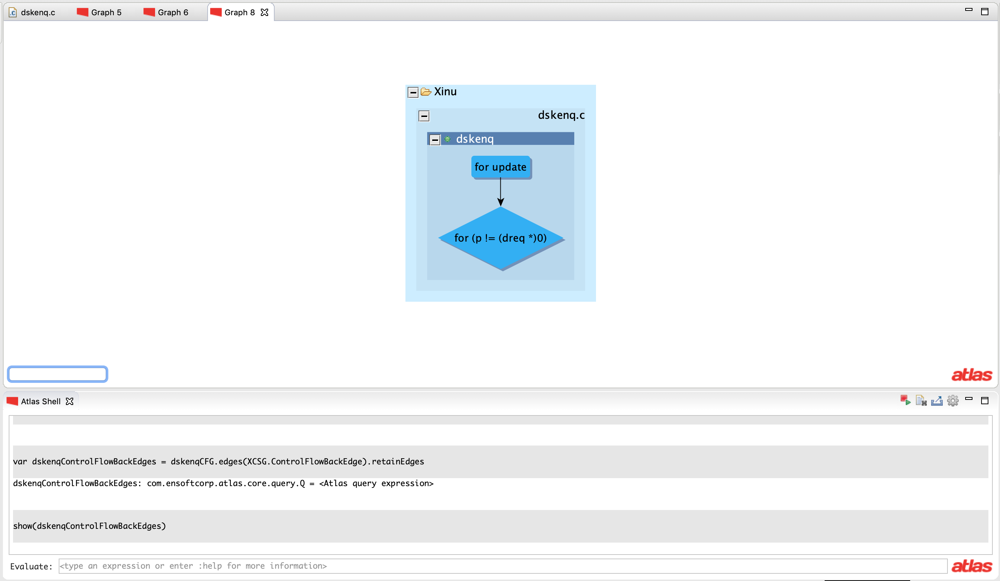 dskenq.c Graph 5 Graph 6 Graph 8
Xinu
dskenq.c
dskenq
for update
for (p != (dreq *)0)
atlas
Atlas Shell
var dskenqControlFlowBackEdges = dskenqCFG.edges(XCSG.ControlFlowBackEdge).retainEdges
dskenqControlFlowBackEdges: com.ensoftcorp.atlas.core.query.Q = <Atlas query expression>
show(dskenqControlFlowBackEdges)
Evaluate: <type an expression or enter :help for more information>
atlas